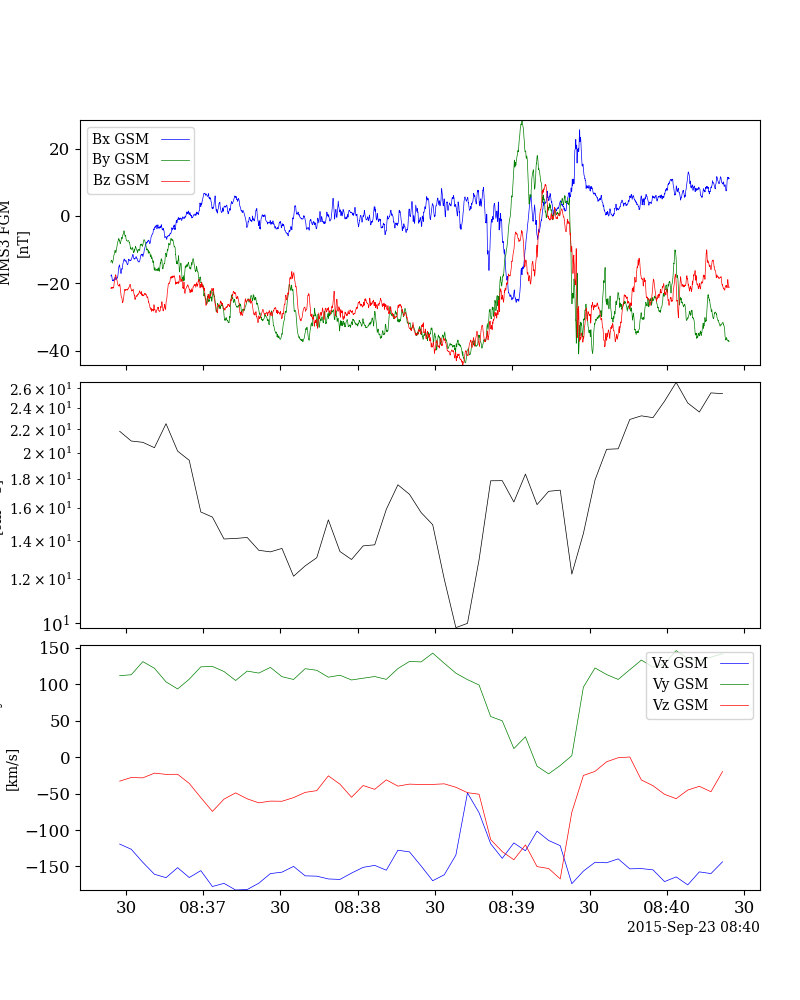 MMS3 FGM
[nT]
20
0
−20
−40
Bx GSM
By GSM
Bz GSM
2.6 × 10¹
2.4 × 10¹
2.2 × 10¹
2 × 10¹
1.8 × 10¹
1.6 × 10¹
1.4 × 10¹
1.2 × 10¹
10¹
[km/s]
150
100
50
0
−50
−100
−150
Vx GSM
Vy GSM
Vz GSM
30
08:37
30
08:38
30
08:39
30
08:40
30
2015-Sep-23 08:40